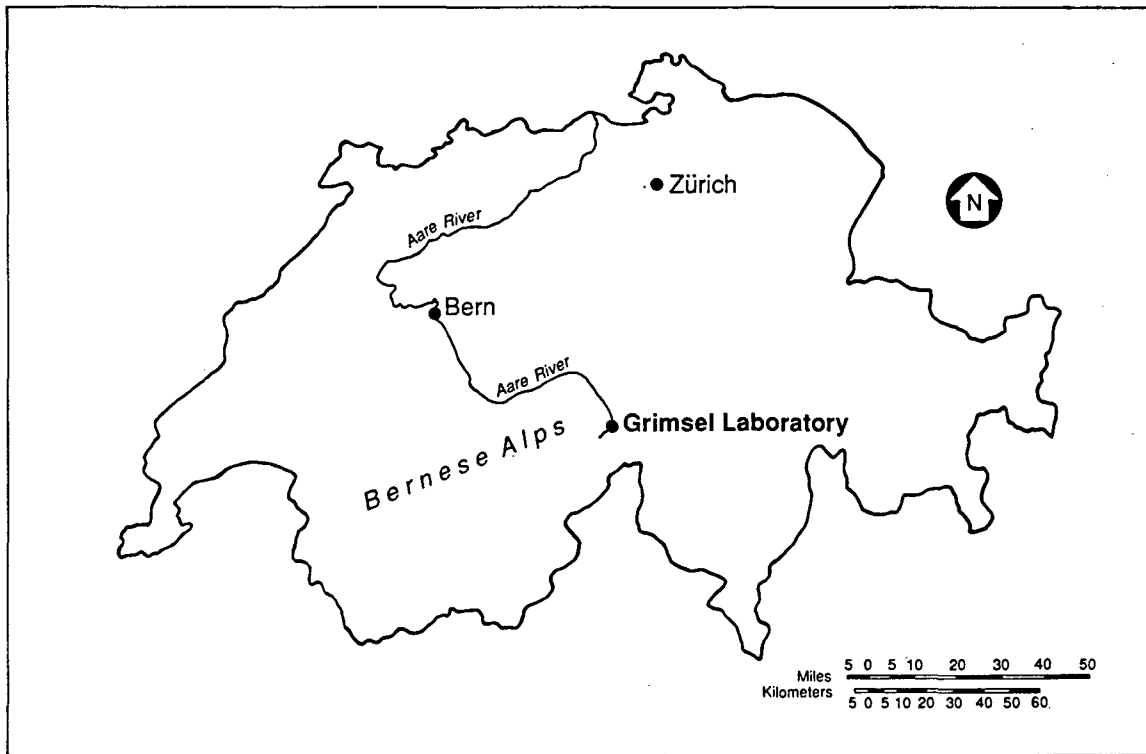 Zürich
N
Aare River
Bern
Aare River
Grimsel Laboratory
Bernese Alps
Miles 5 0 5 10 20 30 40 50
Kilometers 5 0 5 10 20 30 40 50 60